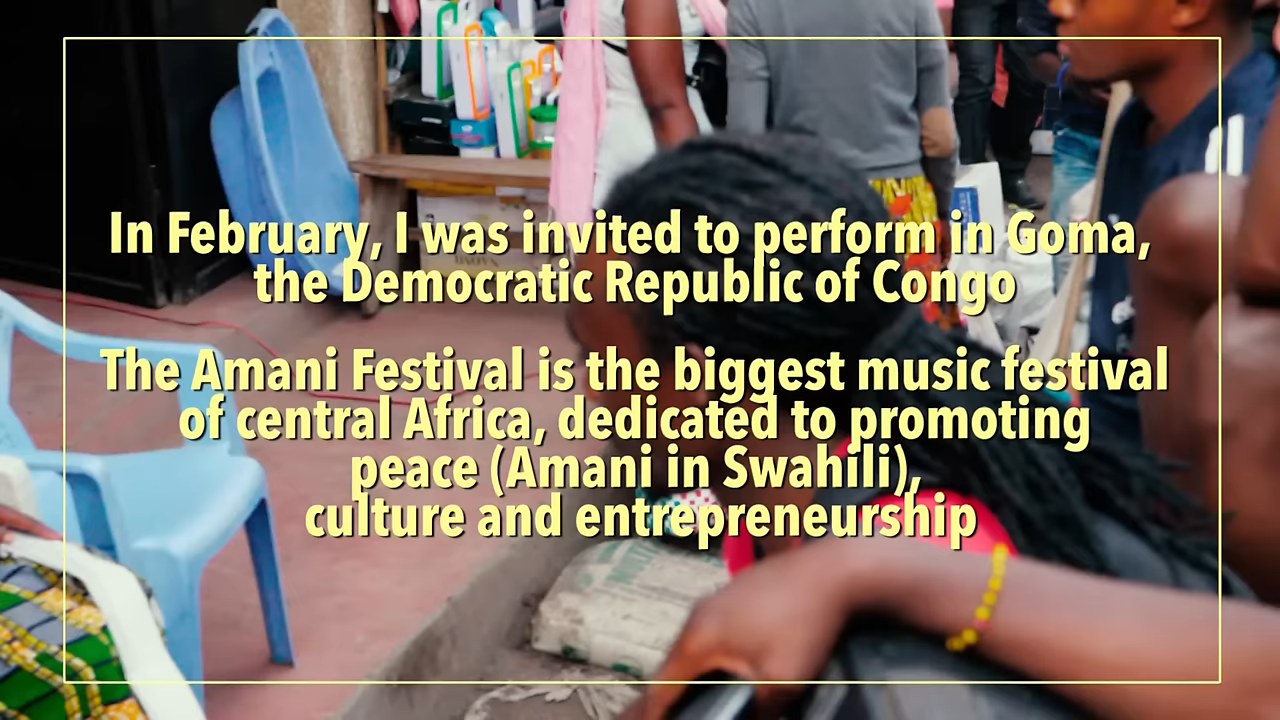 In February, I was invited to perform in Goma,
the Democratic Republic of Congo
The Amani Festival is the biggest music festival
of central Africa, dedicated to promoting
peace (Amani in Swahili),
culture and entrepreneurship